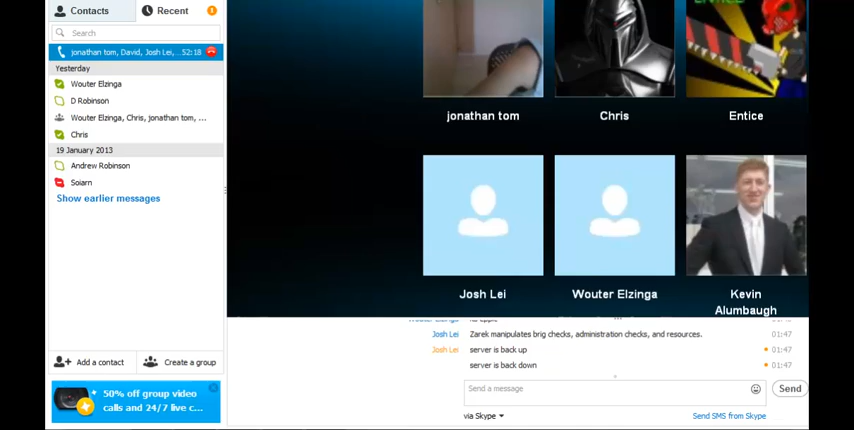 Contacts
Recent
1
Search
jonathan tom, David, Josh Lei,... 52:18
Yesterday
Wouter Elzinga
D Robinson
Wouter Elzinga, Chris, jonathan tom, ...
Chris
19 January 2013
Andrew Robinson
Soiarn
Show earlier messages
Add a contact
Create a group
50% off group video
calls and 24/7 live c...
ENTICE
jonathan tom
Chris
Entice
Josh Lei
Wouter Elzinga
Kevin
Alumbaugh
Wouter Elzinga
Josh Lei Zarek manipulates brig checks, administration checks, and resources. 01:47
Josh Lei server is back up 01:47
server is back down 01:47
Send a message
Send
via Skype
Send SMS from Skype